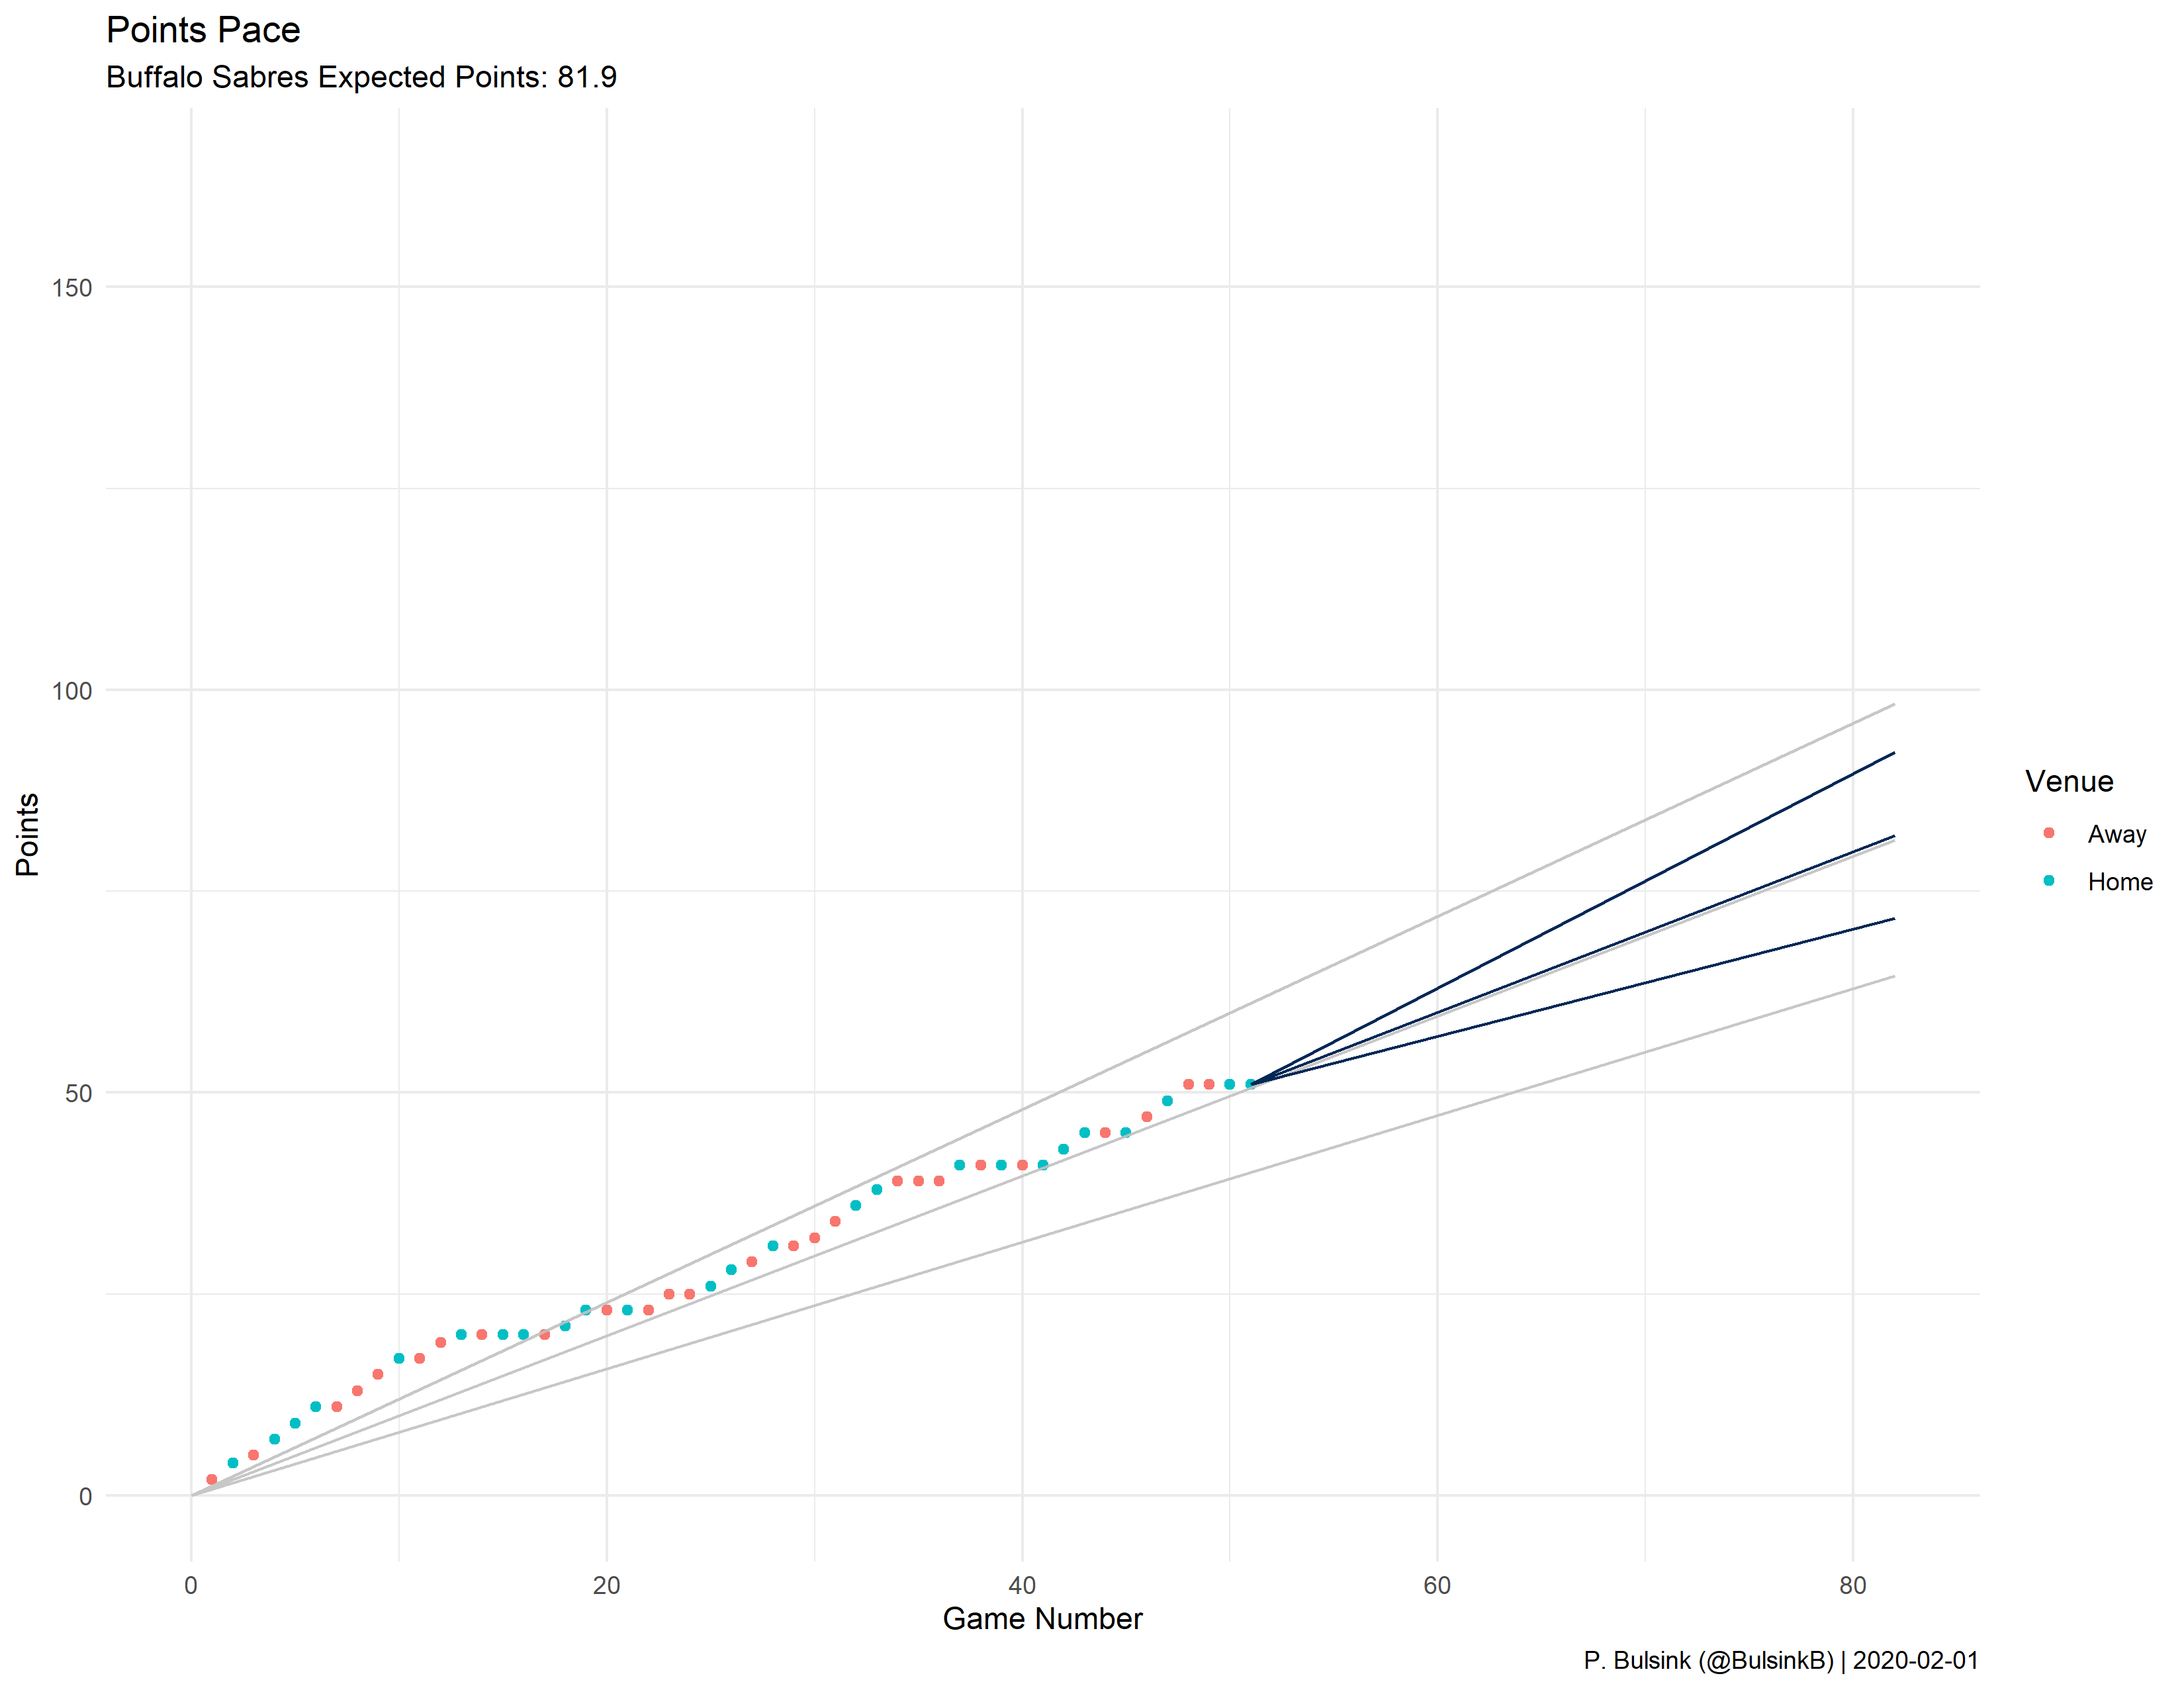 Points Pace
Buffalo Sabres Expected Points: 81.9
150
100
50
0
Points
0 20 40 60 80
Game Number
Venue
Away
Home
P. Bulsink (@BulsinkB) | 2020-02-01